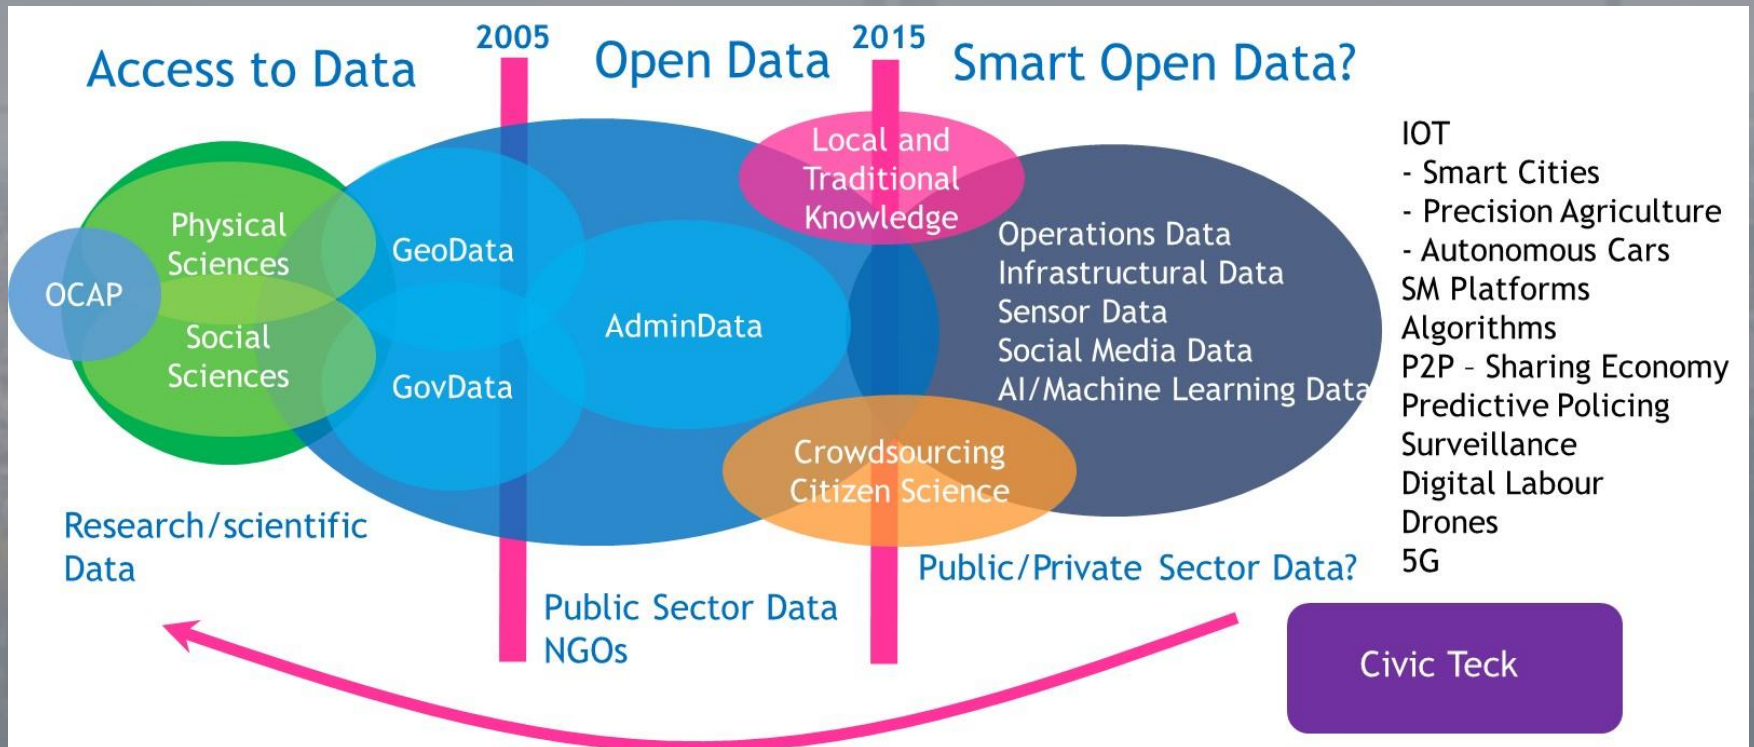 Access to Data
2005
Open Data
2015
Smart Open Data?
OCAP
Physical
Sciences
Social
Sciences
GeoData
GovData
AdminData
Local and
Traditional
Knowledge
Crowdsourcing
Citizen Science
Operations Data
Infrastructural Data
Sensor Data
Social Media Data
AI/Machine Learning Data
IOT
- Smart Cities
- Precision Agriculture
- Autonomous Cars
SM Platforms
Algorithms
P2P – Sharing Economy
Predictive Policing
Surveillance
Digital Labour
Drones
5G
Research/scientific
Data
Public Sector Data
NGOs
Public/Private Sector Data?
Civic Teck